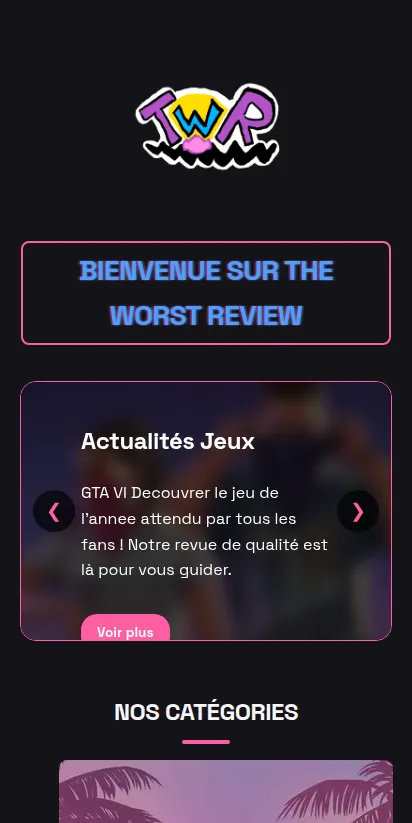 TWR
BIENVENUE SUR THE
WORST REVIEW
Actualités Jeux
GTA VI Decouvrer le jeu de
l'annee attendu par tous les
fans ! Notre revue de qualité est
là pour vous guider.
Voir plus
NOS CATÉGORIES